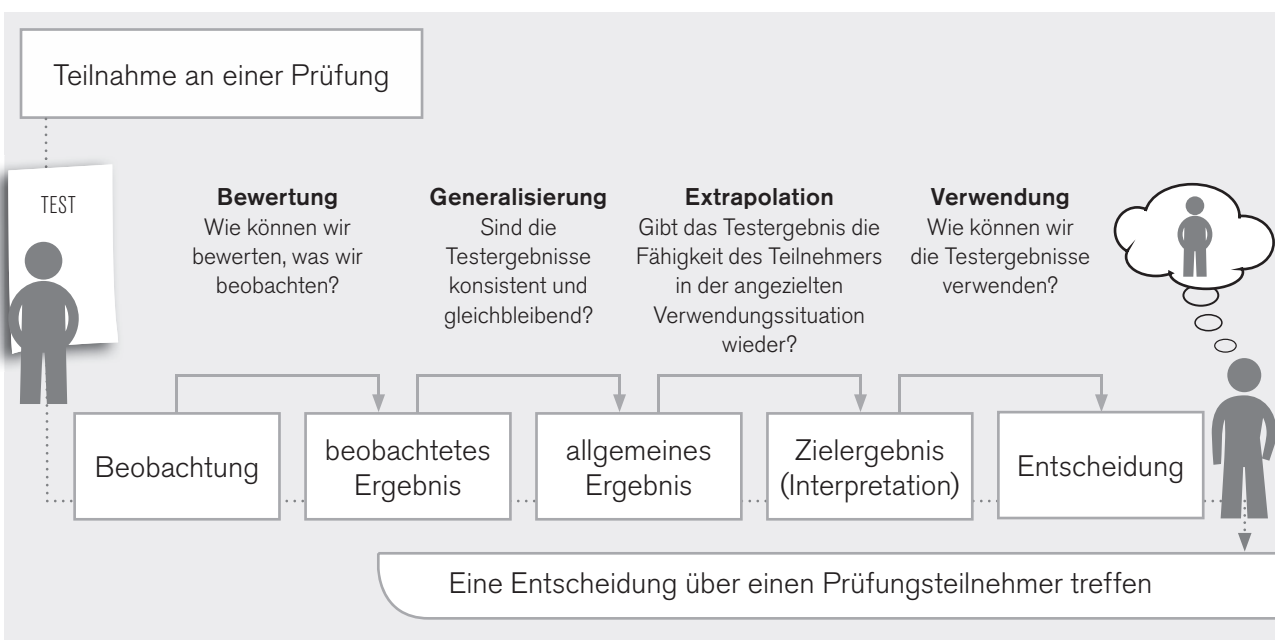 Teilnahme an einer Prüfung
TEST
Bewertung
Wie können wir
bewerten, was wir
beobachten?
Generalisierung
Sind die
Testergebnisse
konsistent und
gleichbleibend?
Extrapolation
Gibt das Testergebnis die
Fähigkeit des Teilnehmers
in der angezielten
Verwendungssituation
wieder?
Verwendung
Wie können wir
die Testergebnisse
verwenden?
Beobachtung
beobachtetes
Ergebnis
allgemeines
Ergebnis
Zielergebnis
(Interpretation)
Entscheidung
Eine Entscheidung über einen Prüfungsteilnehmer treffen